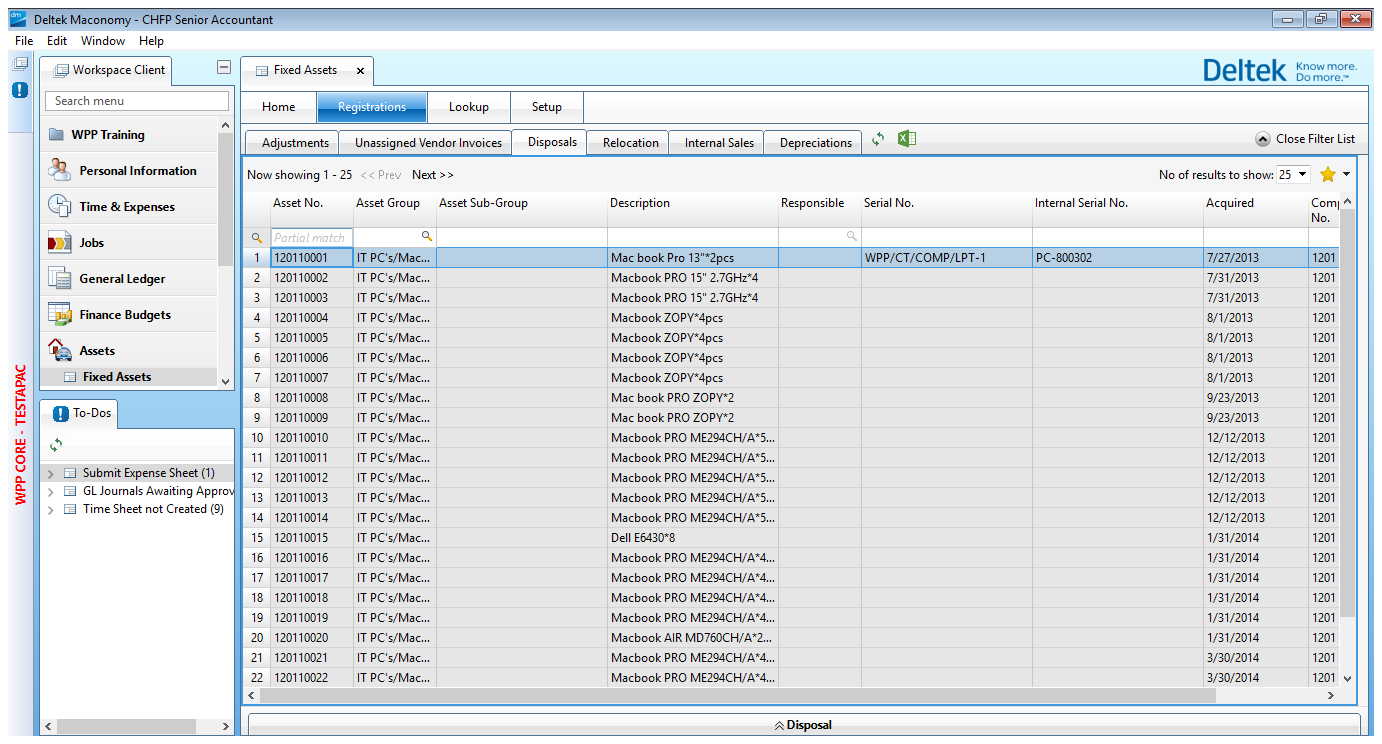 Deltek Maconomy - CHFP Senior Accountant
File Edit Window Help
Workspace Client
Fixed Assets
Deltek Know more. Do more.™
Search menu
Home Registrations Lookup Setup
WPP Training
Adjustments Unassigned Vendor Invoices Disposals Relocation Internal Sales Depreciations Close Filter List
Personal Information
Time & Expenses
Jobs
General Ledger
Finance Budgets
Assets
Fixed Assets
WPP CORE - TESTAPAC
To-Dos
Submit Expense Sheet (1)
GL Journals Awaiting Approv
Time Sheet not Created (9)
Now showing 1 - 25 << Prev Next >> No of results to show: 25
Asset No. Asset Group Asset Sub-Group Description Responsible Serial No. Internal Serial No. Acquired Com No.
Partial match
1 120110001 IT PC's/Mac... Mac book Pro 13"*2pcs WPP/CT/COMP/LPT-1 PC-800302 7/27/2013 1201
2 120110002 IT PC's/Mac... Macbook PRO 15" 2.7GHz*4 7/31/2013 1201
3 120110003 IT PC's/Mac... Macbook PRO 15" 2.7GHz*4 7/31/2013 1201
4 120110004 IT PC's/Mac... Macbook ZOPY*4pcs 8/1/2013 1201
5 120110005 IT PC's/Mac... Macbook ZOPY*4pcs 8/1/2013 1201
6 120110006 IT PC's/Mac... Macbook ZOPY*4pcs 8/1/2013 1201
7 120110007 IT PC's/Mac... Macbook ZOPY*4pcs 8/1/2013 1201
8 120110008 IT PC's/Mac... Mac book PRO ZOPY*2 9/23/2013 1201
9 120110009 IT PC's/Mac... Mac book PRO ZOPY*2 9/23/2013 1201
10 120110010 IT PC's/Mac... Macbook PRO ME294CH/A*5... 12/12/2013 1201
11 120110011 IT PC's/Mac... Macbook PRO ME294CH/A*5... 12/12/2013 1201
12 120110012 IT PC's/Mac... Macbook PRO ME294CH/A*5... 12/12/2013 1201
13 120110013 IT PC's/Mac... Macbook PRO ME294CH/A*5... 12/12/2013 1201
14 120110014 IT PC's/Mac... Macbook PRO ME294CH/A*5... 12/12/2013 1201
15 120110015 IT PC's/Mac... Dell E6430*8 1/31/2014 1201
16 120110016 IT PC's/Mac... Macbook PRO ME294CH/A*4... 1/31/2014 1201
17 120110017 IT PC's/Mac... Macbook PRO ME294CH/A*4... 1/31/2014 1201
18 120110018 IT PC's/Mac... Macbook PRO ME294CH/A*4... 1/31/2014 1201
19 120110019 IT PC's/Mac... Macbook PRO ME294CH/A*4... 1/31/2014 1201
20 120110020 IT PC's/Mac... Macbook AIR MD760CH/A*2... 1/31/2014 1201
21 120110021 IT PC's/Mac... Macbook PRO ME294CH/A*4... 3/30/2014 1201
22 120110022 IT PC's/Mac... Macbook PRO ME294CH/A*4... 3/30/2014 1201
Disposal